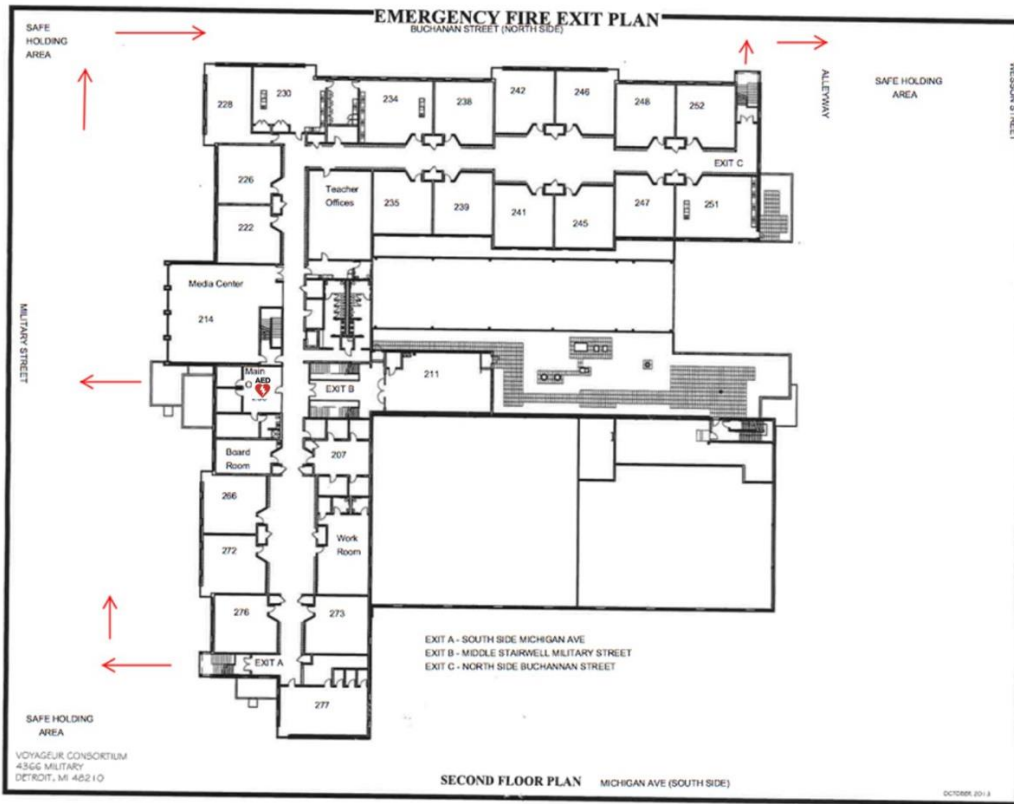 EMERGENCY FIRE EXIT PLAN
BUCHANAN STREET (NORTH SIDE)
SAFE
HOLDING
AREA
ALLEYWAY
SAFE HOLDING
AREA
WESSON STREET
228
230
234
238
242
246
248
252
EXIT C
226
Teacher
Offices
235
239
241
245
247
251
222
Media Center
214
MILITARY STREET
Main
AED
EXIT B
211
Board
Room
207
266
Work
Room
272
276
273
EXIT A
277
EXIT A - SOUTH SIDE MICHIGAN AVE
EXIT B - MIDDLE STAIRWELL MILITARY STREET
EXIT C - NORTH SIDE BUCHANNAN STREET
SAFE HOLDING
AREA
VOYAGEUR CONSORTIUM
4366 MILITARY
DETROIT, MI 48210
SECOND FLOOR PLAN MICHIGAN AVE (SOUTH SIDE)
OCTOBER 2013